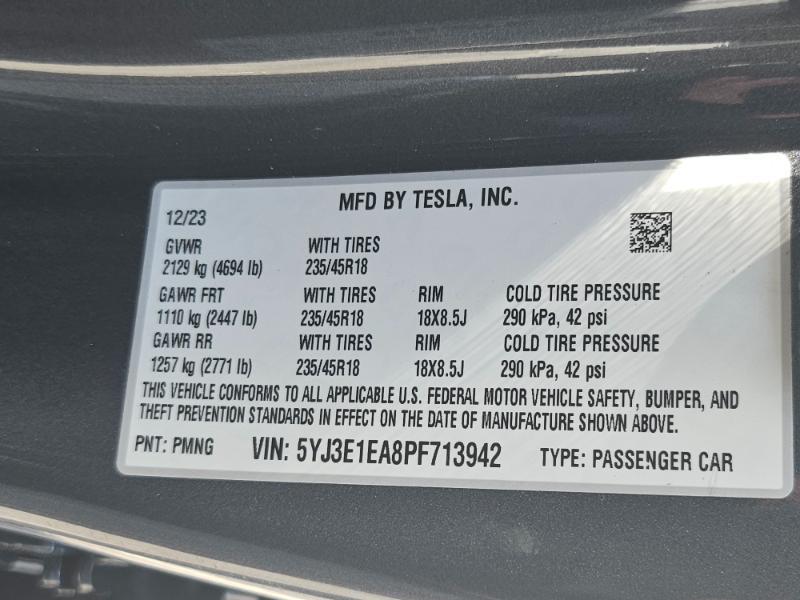 MFD BY TESLA, INC.
12/23
GVWR WITH TIRES
2129 kg (4694 lb) 235/45R18
GAWR FRT WITH TIRES RIM COLD TIRE PRESSURE
1110 kg (2447 lb) 235/45R18 18X8.5J 290 kPa, 42 psi
GAWR RR WITH TIRES RIM COLD TIRE PRESSURE
1257 kg (2771 lb) 235/45R18 18X8.5J 290 kPa, 42 psi
THIS VEHICLE CONFORMS TO ALL APPLICABLE U.S. FEDERAL MOTOR VEHICLE SAFETY, BUMPER, AND
THEFT PREVENTION STANDARDS IN EFFECT ON THE DATE OF MANUFACTURE SHOWN ABOVE.
PNT: PMNG VIN: 5YJ3E1EA8PF713942 TYPE: PASSENGER CAR